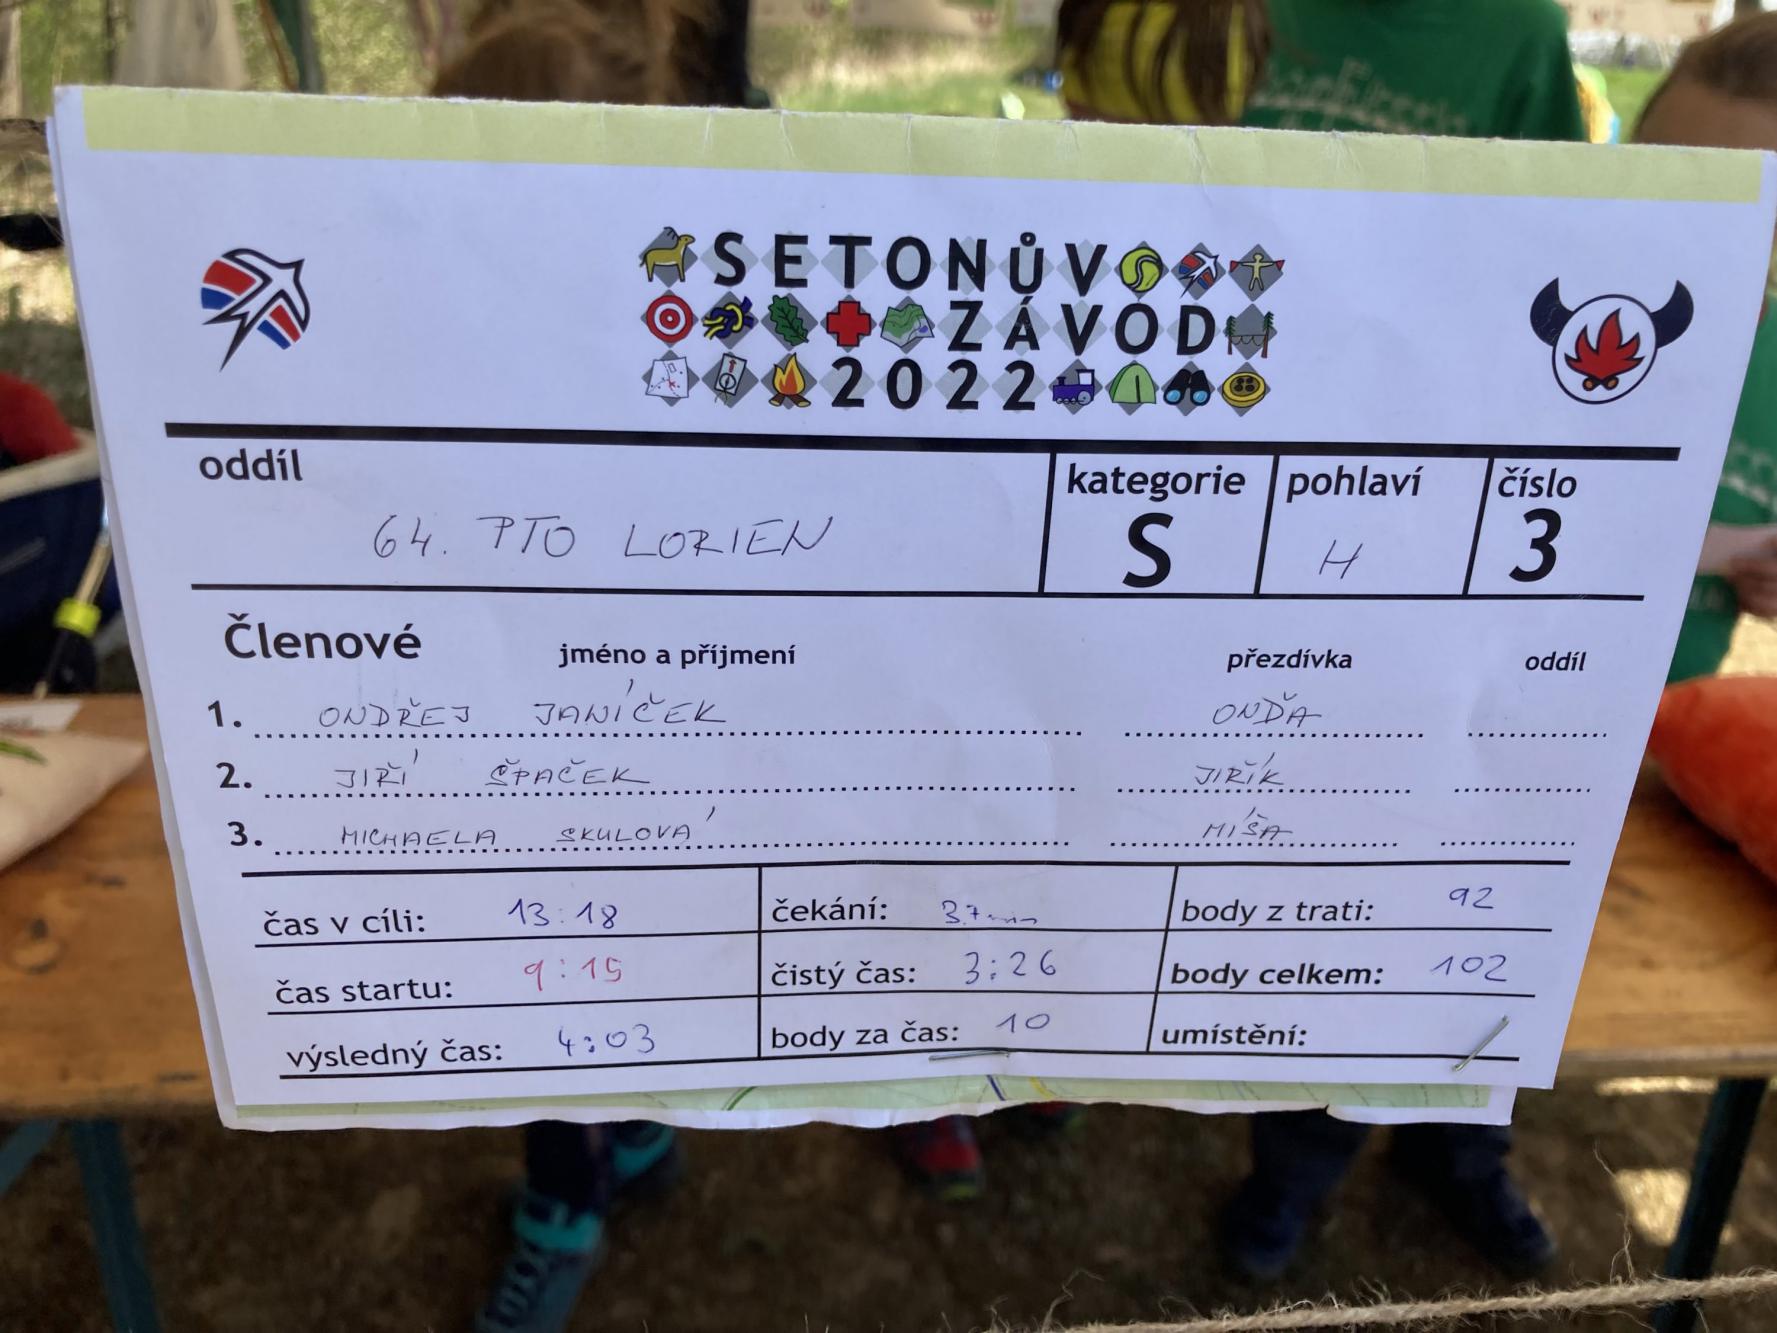 SETONŮV
ZÁVOD
2022
oddíl kategorie pohlaví číslo
64. PTO LORIEN S H 3
Členové jméno a příjmení přezdívka oddíl
1. ONDŘEJ JANÍČEK ONĎA
2. JIŘÍ ŠPAČEK JIŘÍK
3. MICHAELA SKULOVÁ MÍŠA
čas v cíli: 13:18 čekání: 37min body z trati: 92
čas startu: 9:15 čistý čas: 3:26 body celkem: 102
výsledný čas: 4:03 body za čas: 10 umístění: